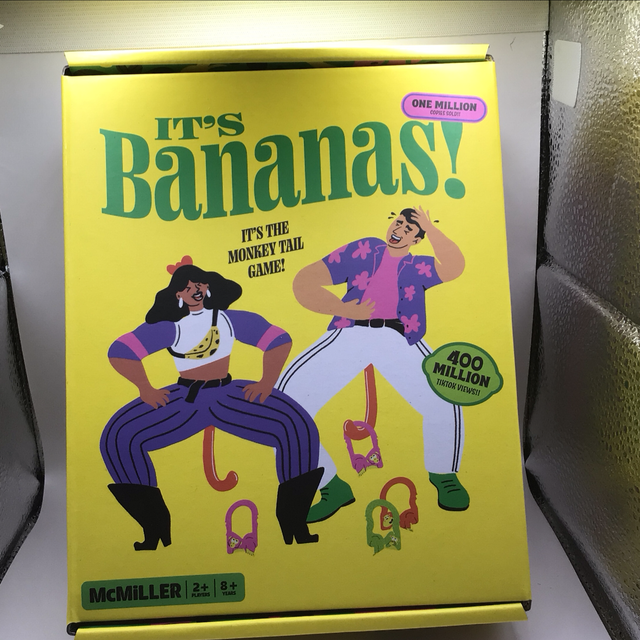 ONE MILLION
COPIES SOLD!!
IT'S
Bananas!
IT'S THE
MONKEY TAIL
GAME!
400
MILLION
TIKTOK VIEWS!!
McMiLLER
2+
PLAYERS
8+
YEARS